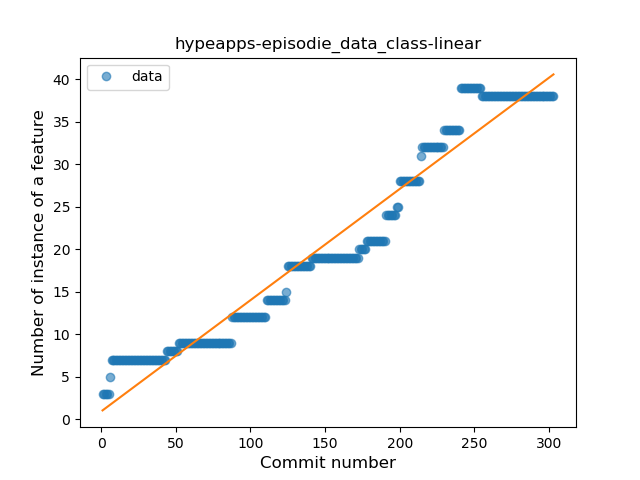 hypeapps-episodie_data_class-linear
data
Number of instance of a feature
40
35
30
25
20
15
10
5
0
0 50 100 150 200 250 300
Commit number